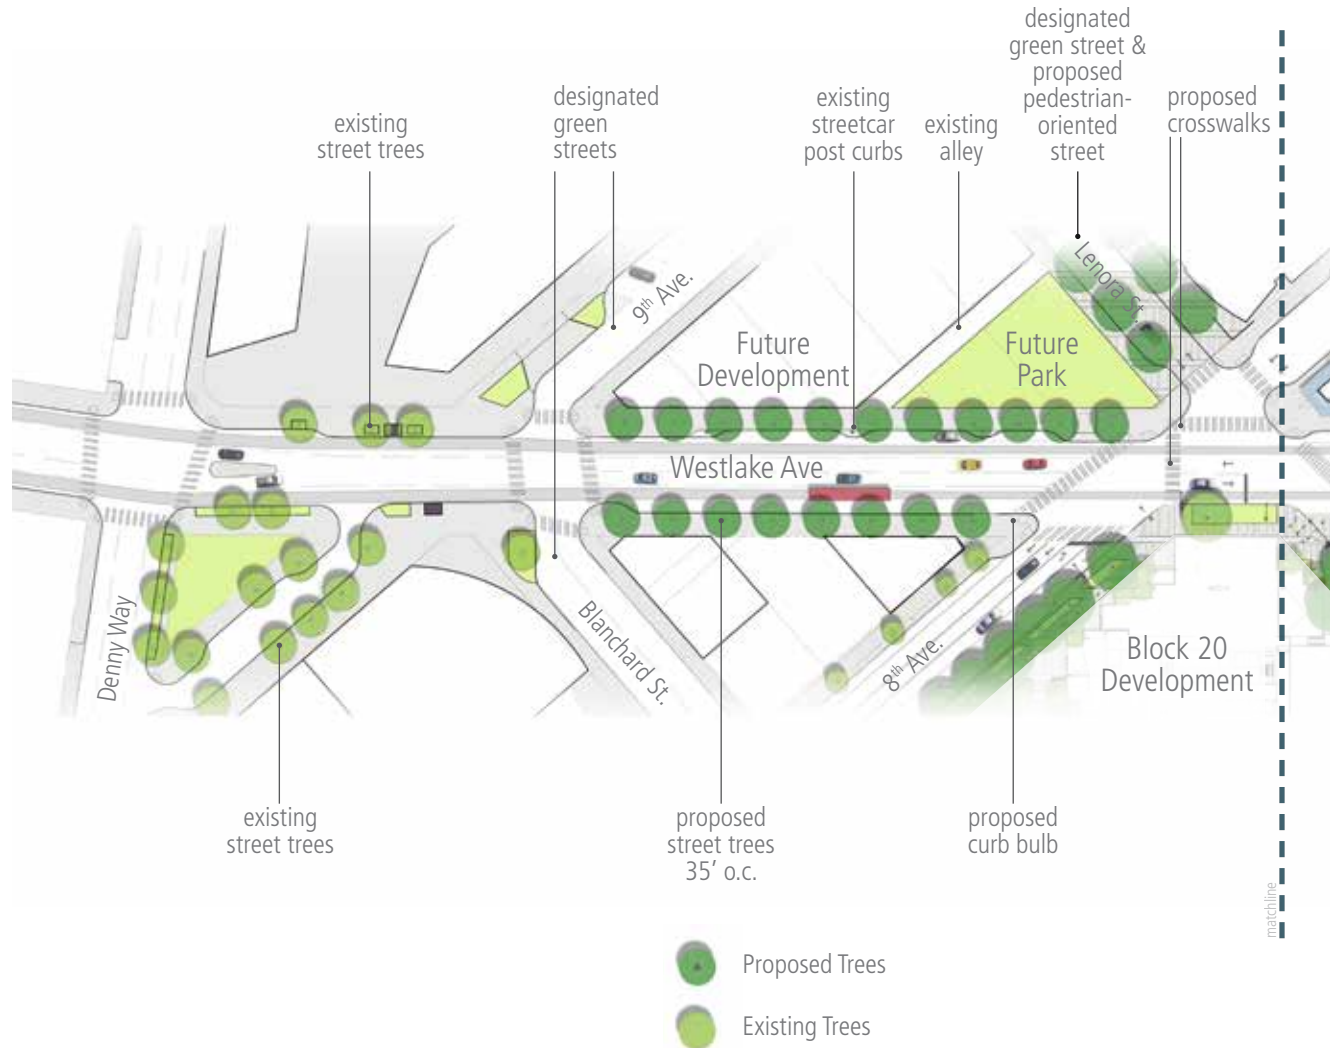 designated
green street &
proposed
pedestrian-
oriented
street
existing
street trees
designated
green
streets
existing
streetcar
post curbs
existing
alley
proposed
crosswalks
9th Ave.
Lenora St.
Future
Development
Future
Park
Westlake Ave
Denny Way
Blanchard St.
8th Ave.
Block 20
Development
existing
street trees
proposed
street trees
35’ o.c.
proposed
curb bulb
matchline
Proposed Trees
Existing Trees